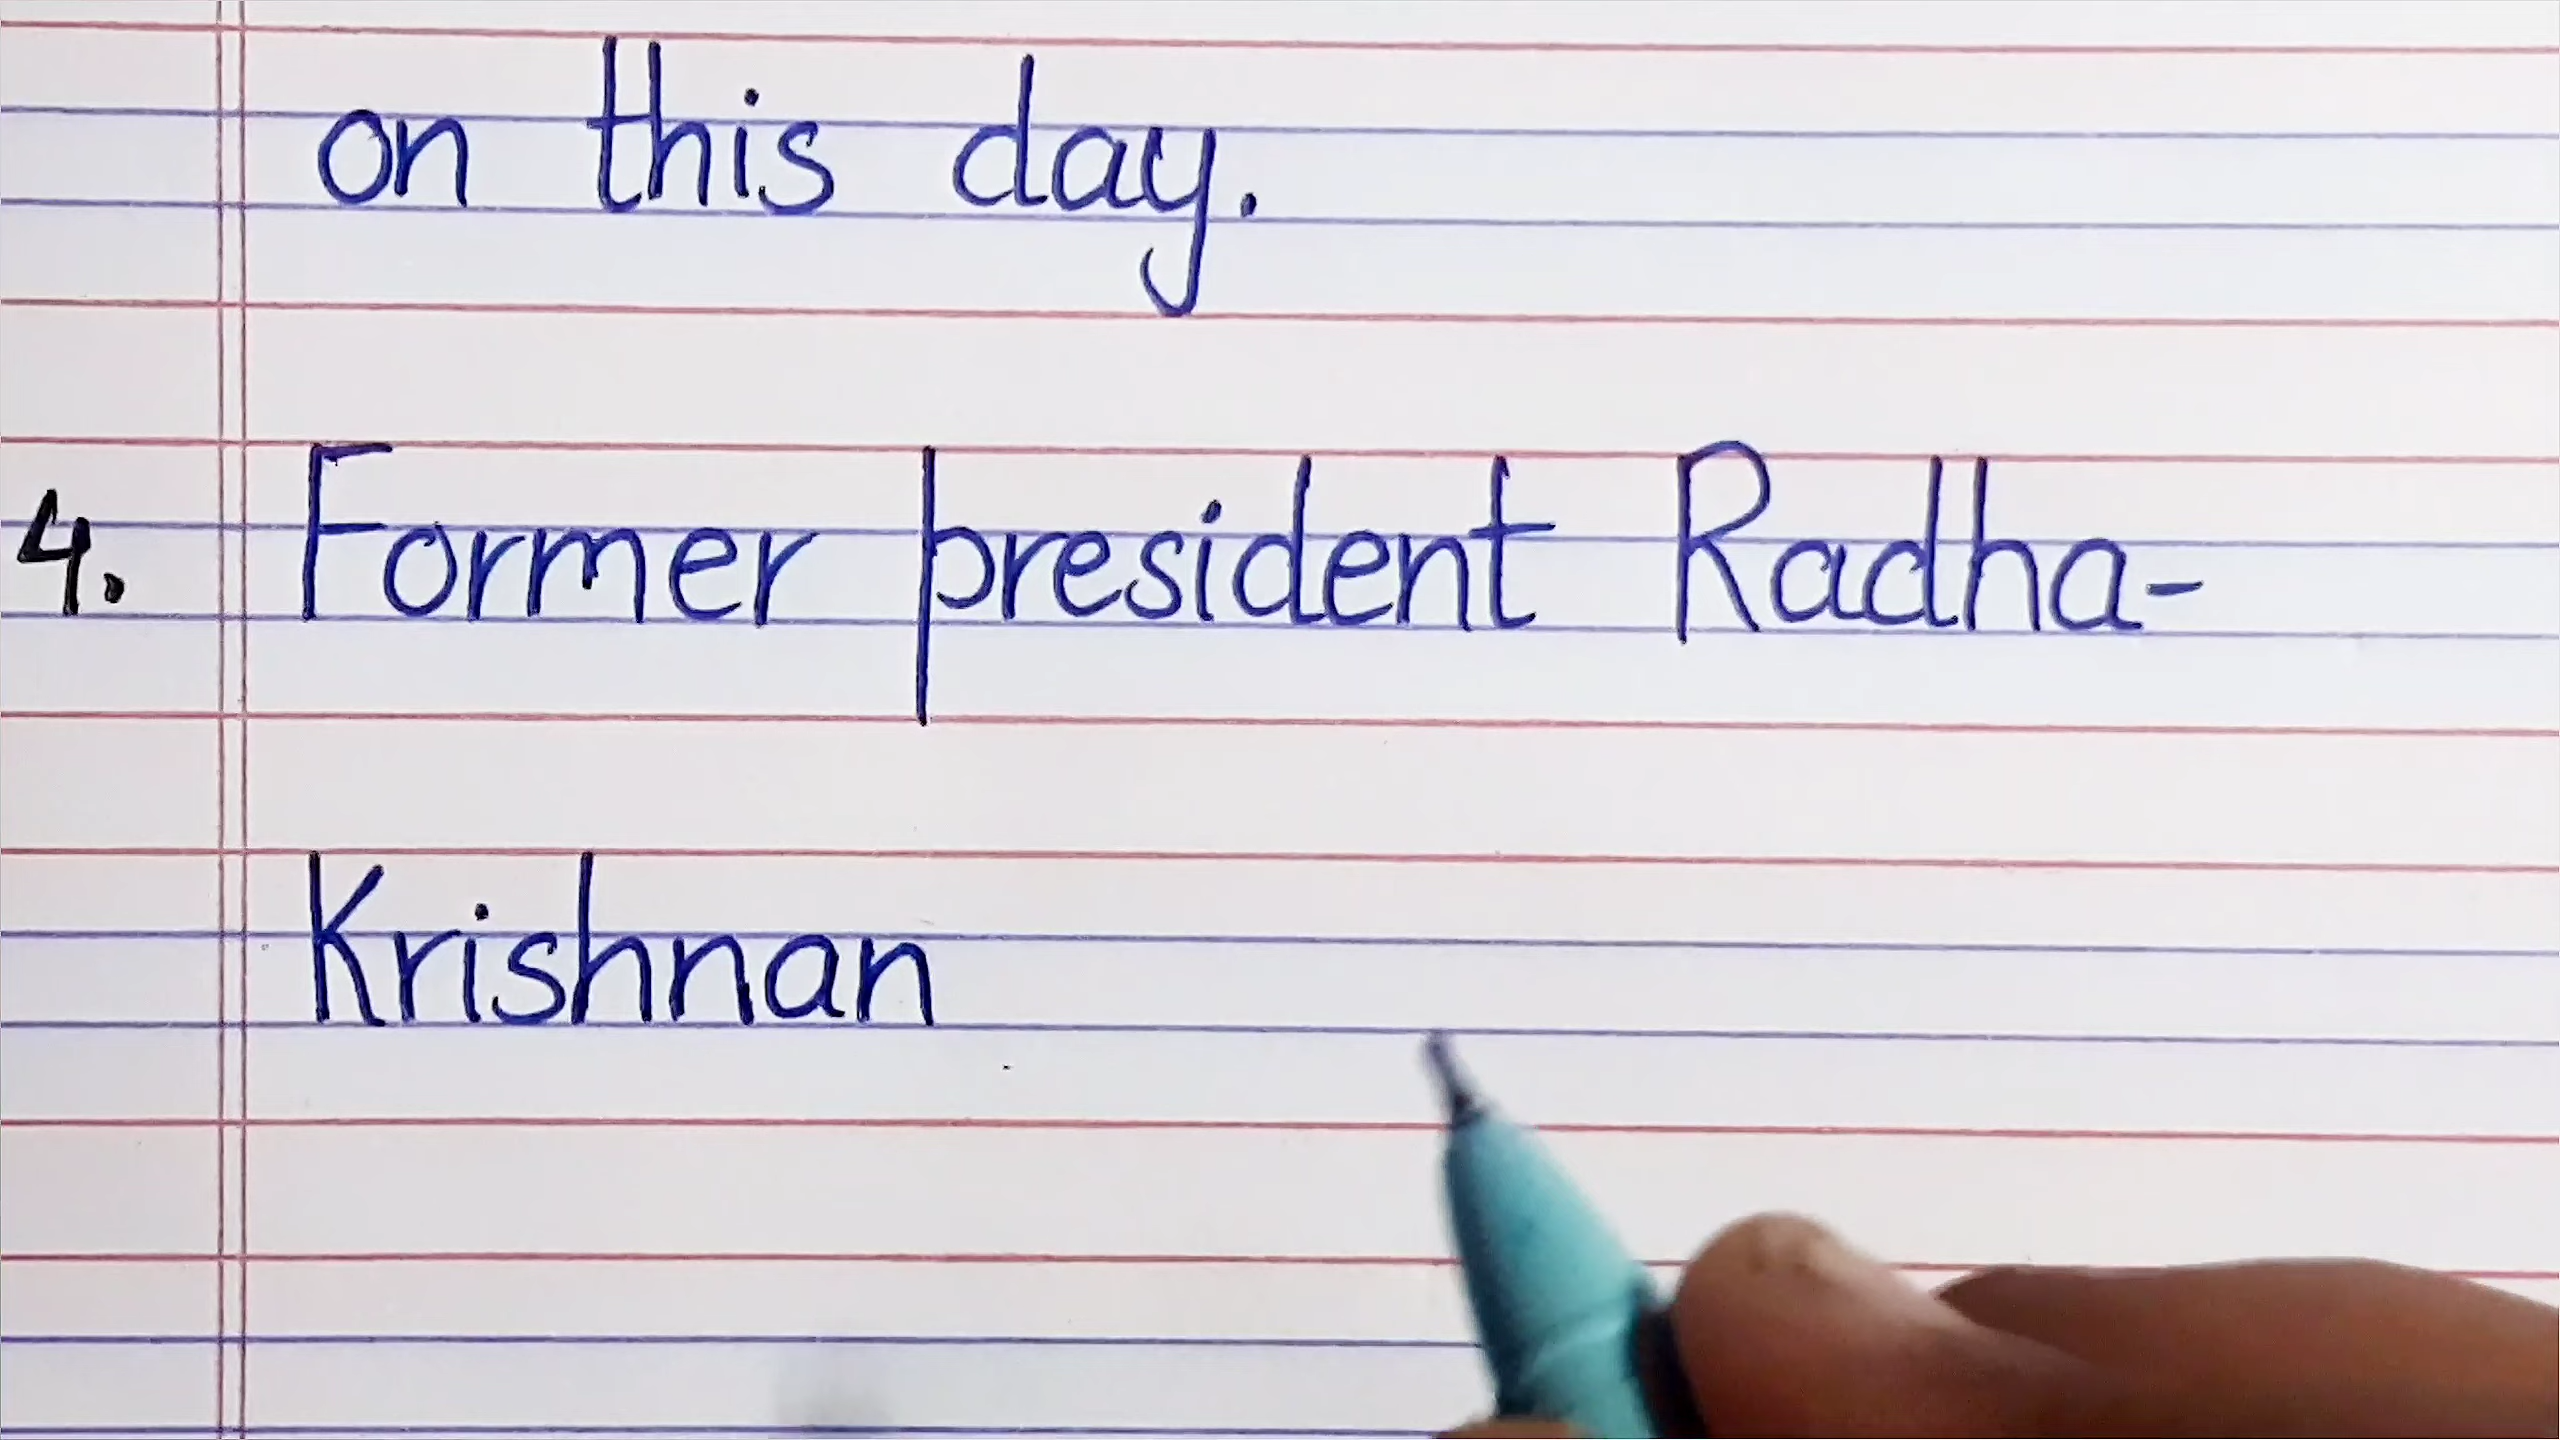 on this day.
4. Former president Radha-
Krishnan